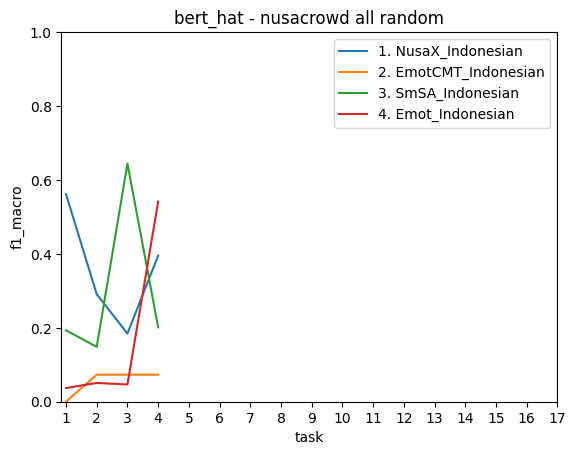 bert_hat - nusacrowd all random
1. NusaX_Indonesian
2. EmotCMT_Indonesian
3. SmSA_Indonesian
4. Emot_Indonesian
f1_macro
1.0
0.8
0.6
0.4
0.2
0.0
1 2 3 4 5 6 7 8 9 10 11 12 13 14 15 16 17
task